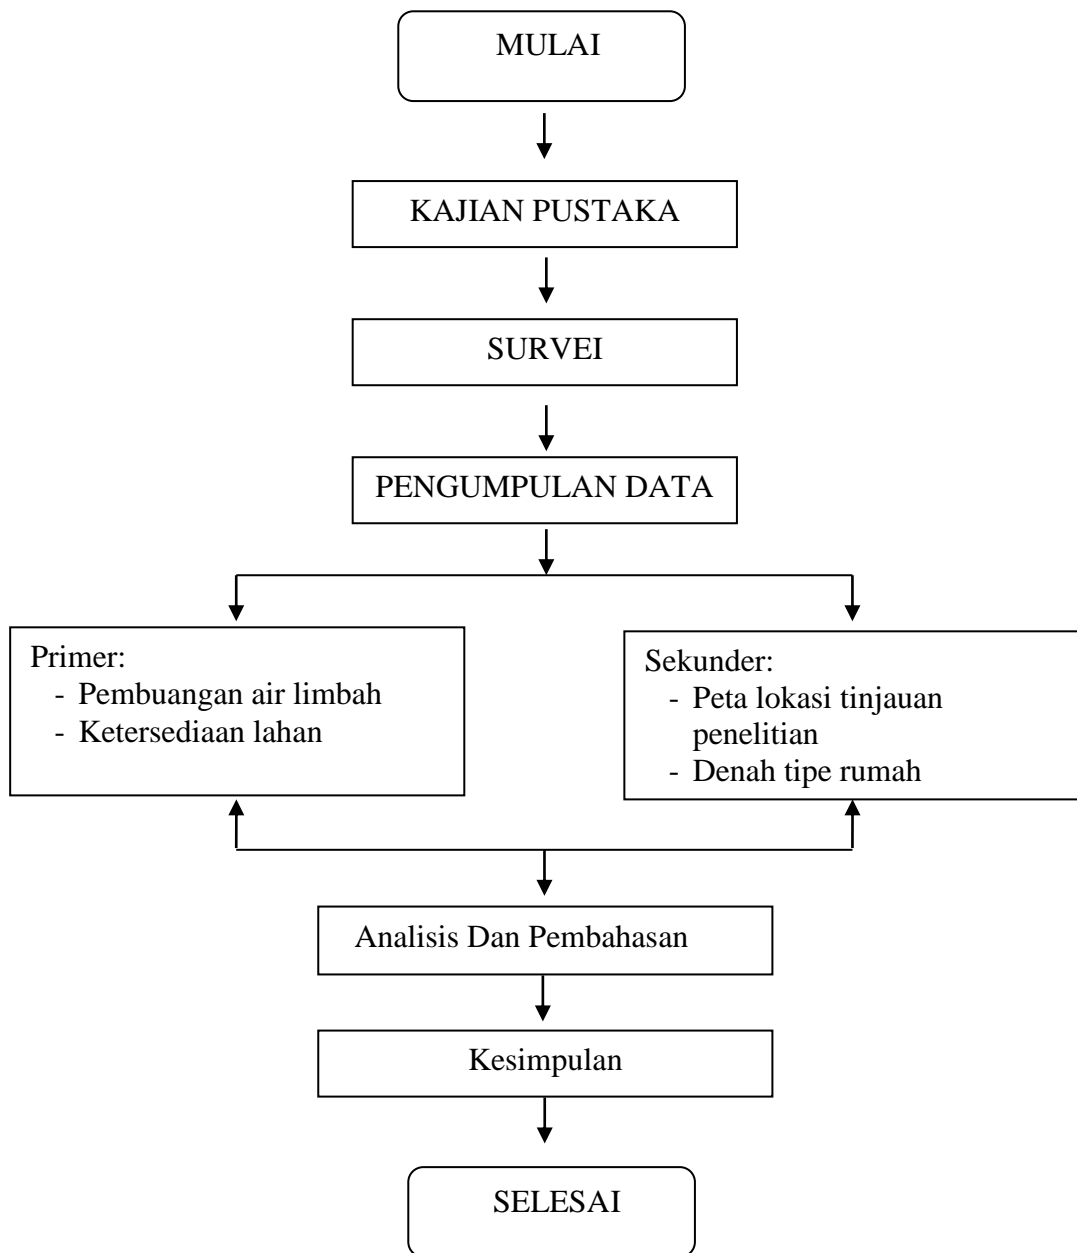 MULAI
KAJIAN PUSTAKA
SURVEI
PENGUMPULAN DATA
Primer:
- Pembuangan air limbah
- Ketersediaan lahan
Sekunder:
- Peta lokasi tinjauan
penelitian
- Denah tipe rumah
Analisis Dan Pembahasan
Kesimpulan
SELESAI